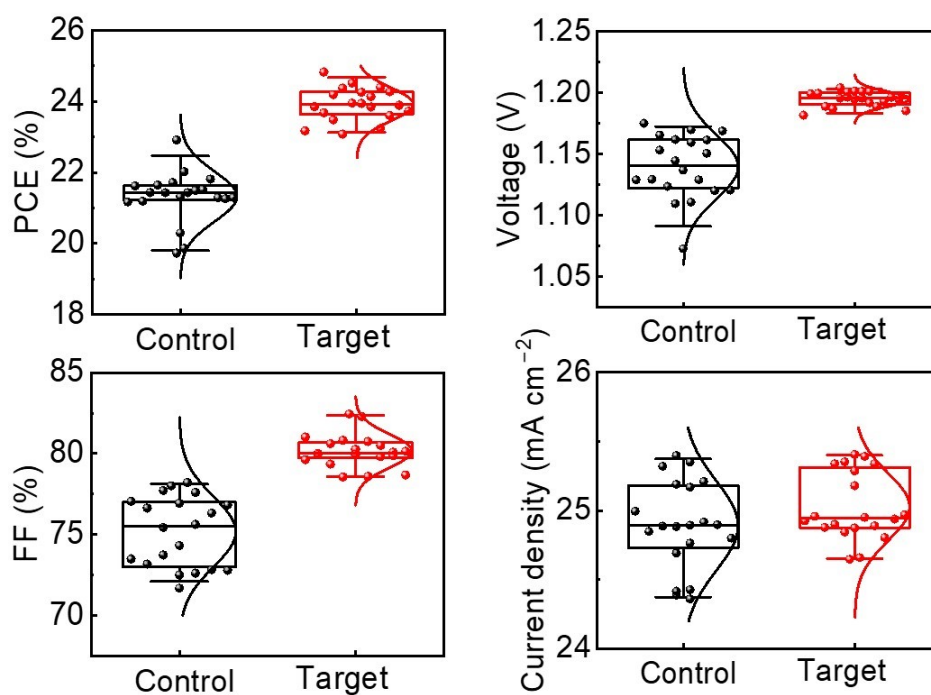 PCE (%)
26
24
22
20
18
Control
Target
Voltage (V)
1.25
1.20
1.15
1.10
1.05
Control
Target
FF (%)
85
80
75
70
Control
Target
Current density (mA cm⁻²)
26
25
24
Control
Target